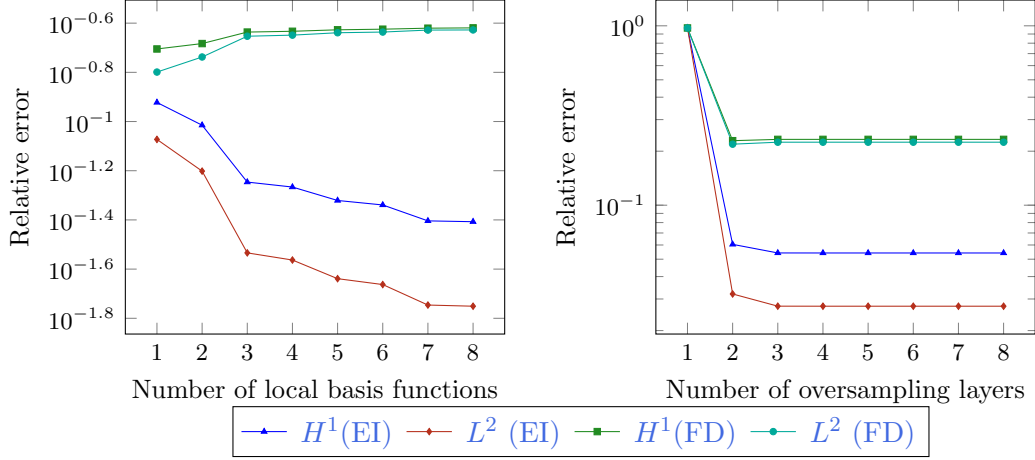 Relative error
10^{-0.6}
10^{-0.8}
10^{-1}
10^{-1.2}
10^{-1.4}
10^{-1.6}
10^{-1.8}
1 2 3 4 5 6 7 8
Number of local basis functions
Relative error
10^{0}
10^{-1}
1 2 3 4 5 6 7 8
Number of oversampling layers
H^1(EI) L^2 (EI) H^1(FD) L^2 (FD)